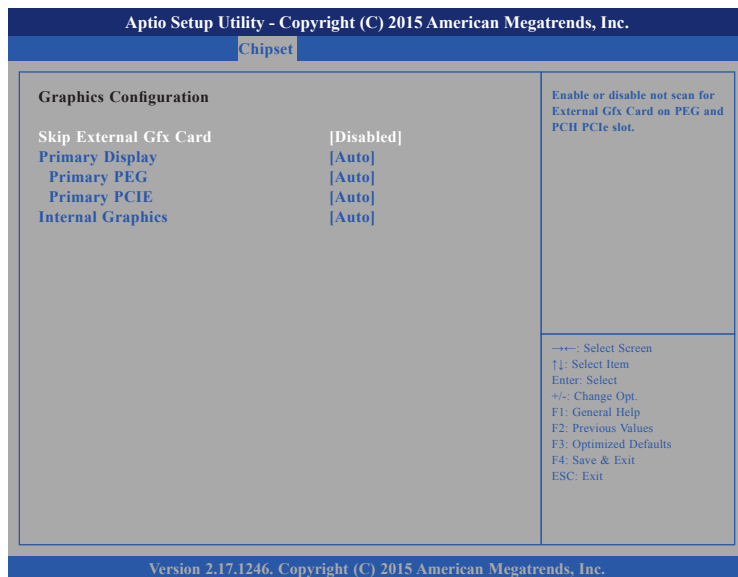 Aptio Setup Utility - Copyright (C) 2015 American Megatrends, Inc.
Chipset
Graphics Configuration
Skip External Gfx Card [Disabled]
Primary Display [Auto]
Primary PEG [Auto]
Primary PCIE [Auto]
Internal Graphics [Auto]
Enable or disable not scan for
External Gfx Card on PEG and
PCH PCIe slot.
→←: Select Screen
↑↓: Select Item
Enter: Select
+/-: Change Opt.
F1: General Help
F2: Previous Values
F3: Optimized Defaults
F4: Save & Exit
ESC: Exit
Version 2.17.1246. Copyright (C) 2015 American Megatrends, Inc.